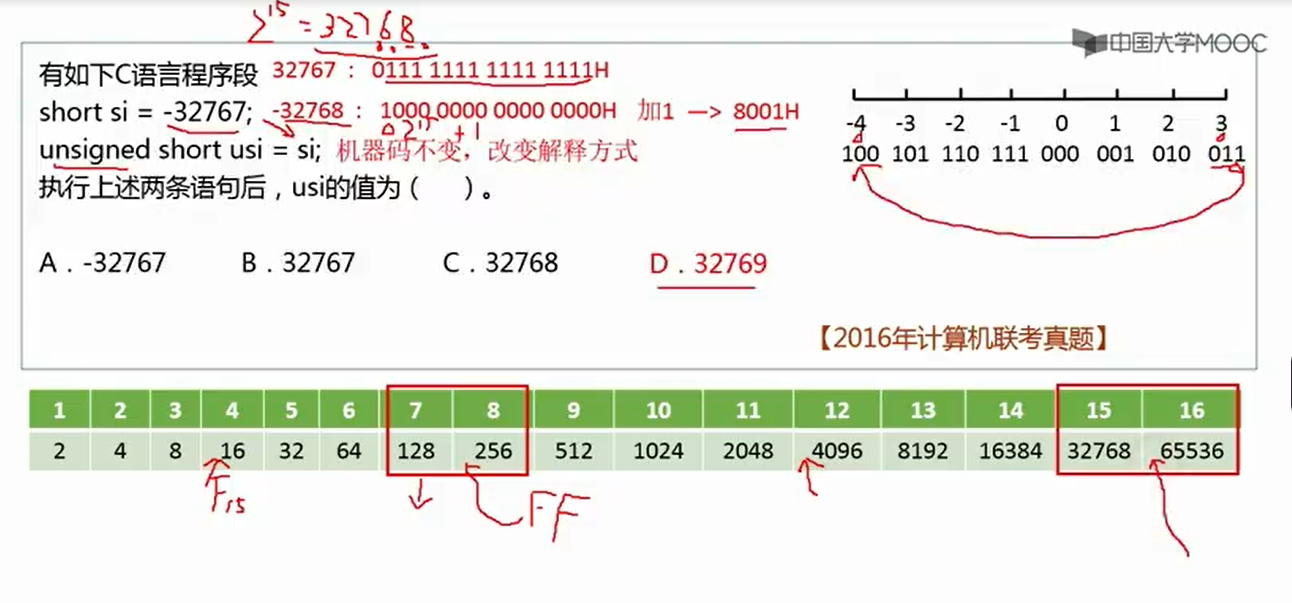 2¹⁵ = 32768
中国大学MOOC
有如下C语言程序段 32767 : 0111 1111 1111 1111H
short si = -32767; -32768 : 1000 0000 0000 0000H 加1 —> 8001H
+1
unsigned short usi = si; 机器码不变，改变解释方式
执行上述两条语句后，usi的值为( )。
-4 -3 -2 -1 0 1 2 3
100 101 110 111 000 001 010 011
A．-32767 B．32767 C．32768 D．32769
【2016年计算机联考真题】
1 2 3 4 5 6 7 8 9 10 11 12 13 14 15 16
2 4 8 16 32 64 128 256 512 1024 2048 4096 8192 16384 32768 65536
F15 FF